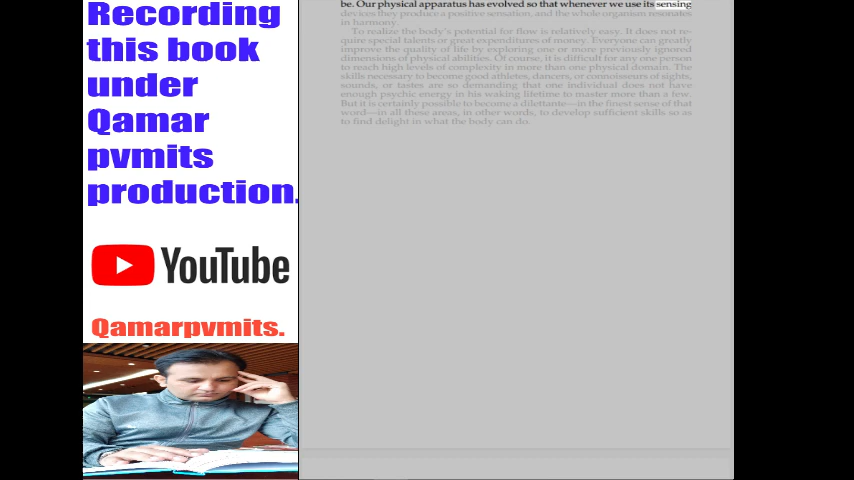 Recording
this book
under
Qamar
pvmits
production.
YouTube
Qamarpvmits.
be. Our physical apparatus has evolved so that whenever we use its sensing
devices they produce a positive sensation, and the whole organism resonates
in harmony.
To realize the body's potential for flow is relatively easy. It does not re-
quire special talents or great expenditures of money. Everyone can greatly
improve the quality of life by exploring one or more previously ignored
dimensions of physical abilities. Of course, it is difficult for any one person
to reach high levels of complexity in more than one physical domain. The
skills necessary to become good athletes, dancers, or connoisseurs of sights,
sounds, or tastes are so demanding that one individual does not have
enough psychic energy in his waking lifetime to master more than a few.
But it is certainly possible to become a dilettante—in the finest sense of that
word—in all these areas, in other words, to develop sufficient skills so as
to find delight in what the body can do.